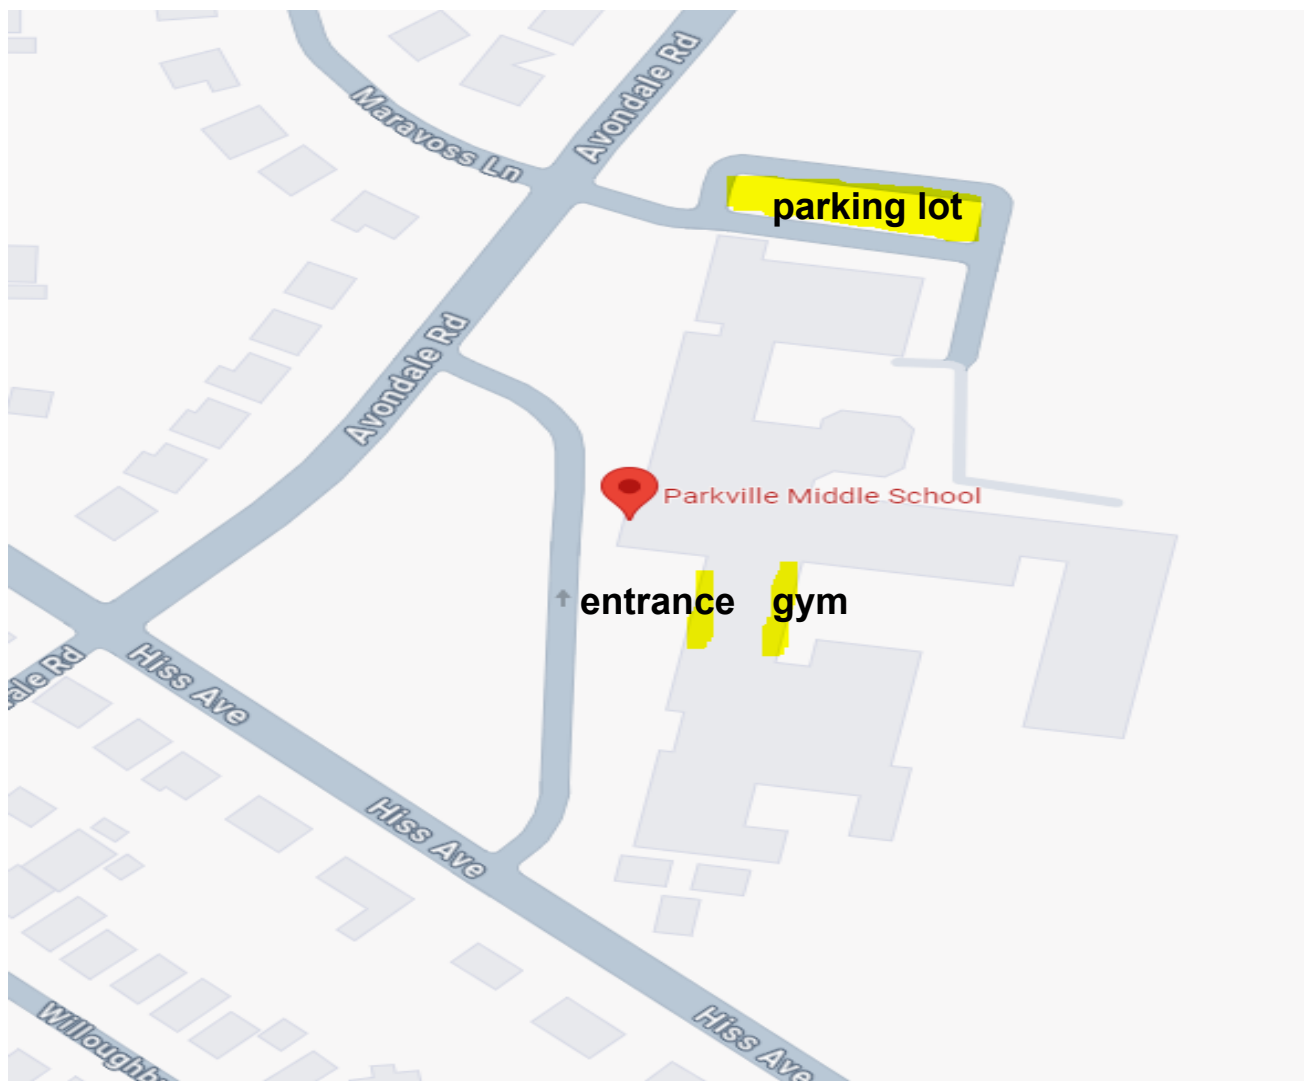 Maravoss Ln
Avondale Rd
parking lot
Avondale Rd
Parkville Middle School
entrance gym
Hiss Ave
Hiss Ave
Hiss Ave